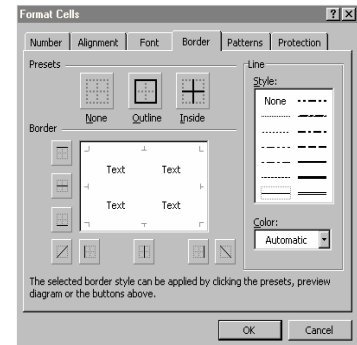 Format Cells
Number Alignment Font Border Patterns Protection
Presets
None Outline Inside
Border
Text Text
Text Text
Line
Style:
None
Color:
Automatic
The selected border style can be applied by clicking the presets, preview
diagram or the buttons above.
OK Cancel